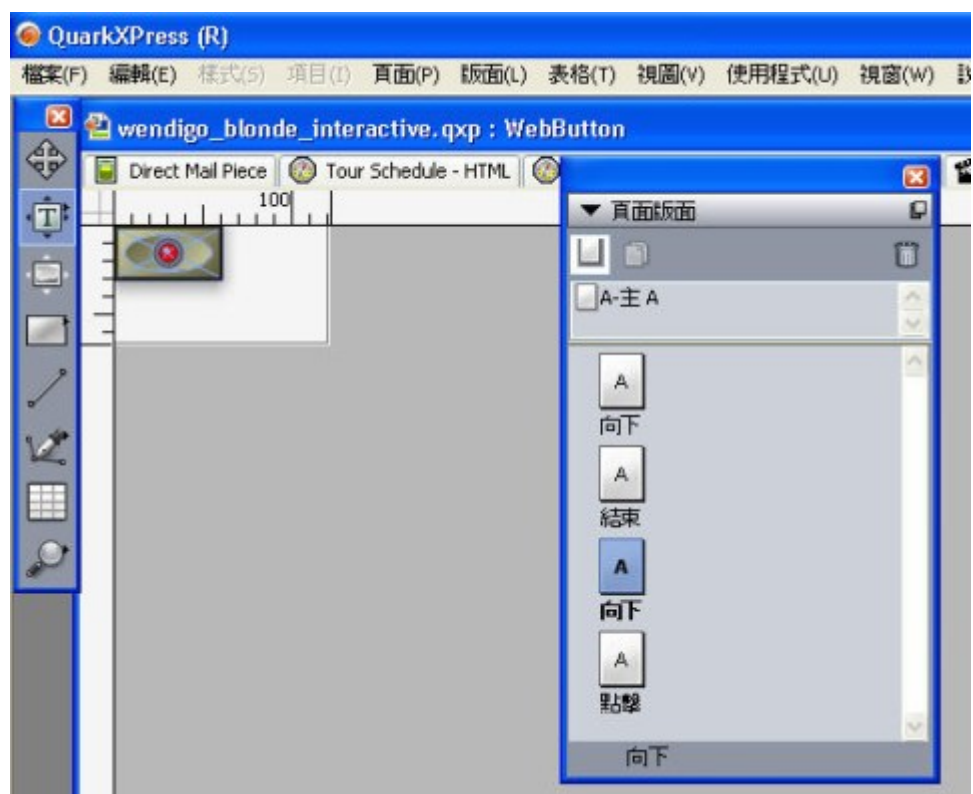 QuarkXPress (R)
檔案(F) 編輯(E) 樣式(S) 項目(I) 頁面(P) 版面(L) 表格(T) 視圖(V) 使用程式(U) 視窗(W)
wendigo_blonde_interactive.qxp : WebButton
Direct Mail Piece Tour Schedule - HTML
100
頁面版面
A-主 A
A
向下
A
結束
A
向下
A
點擊
向下